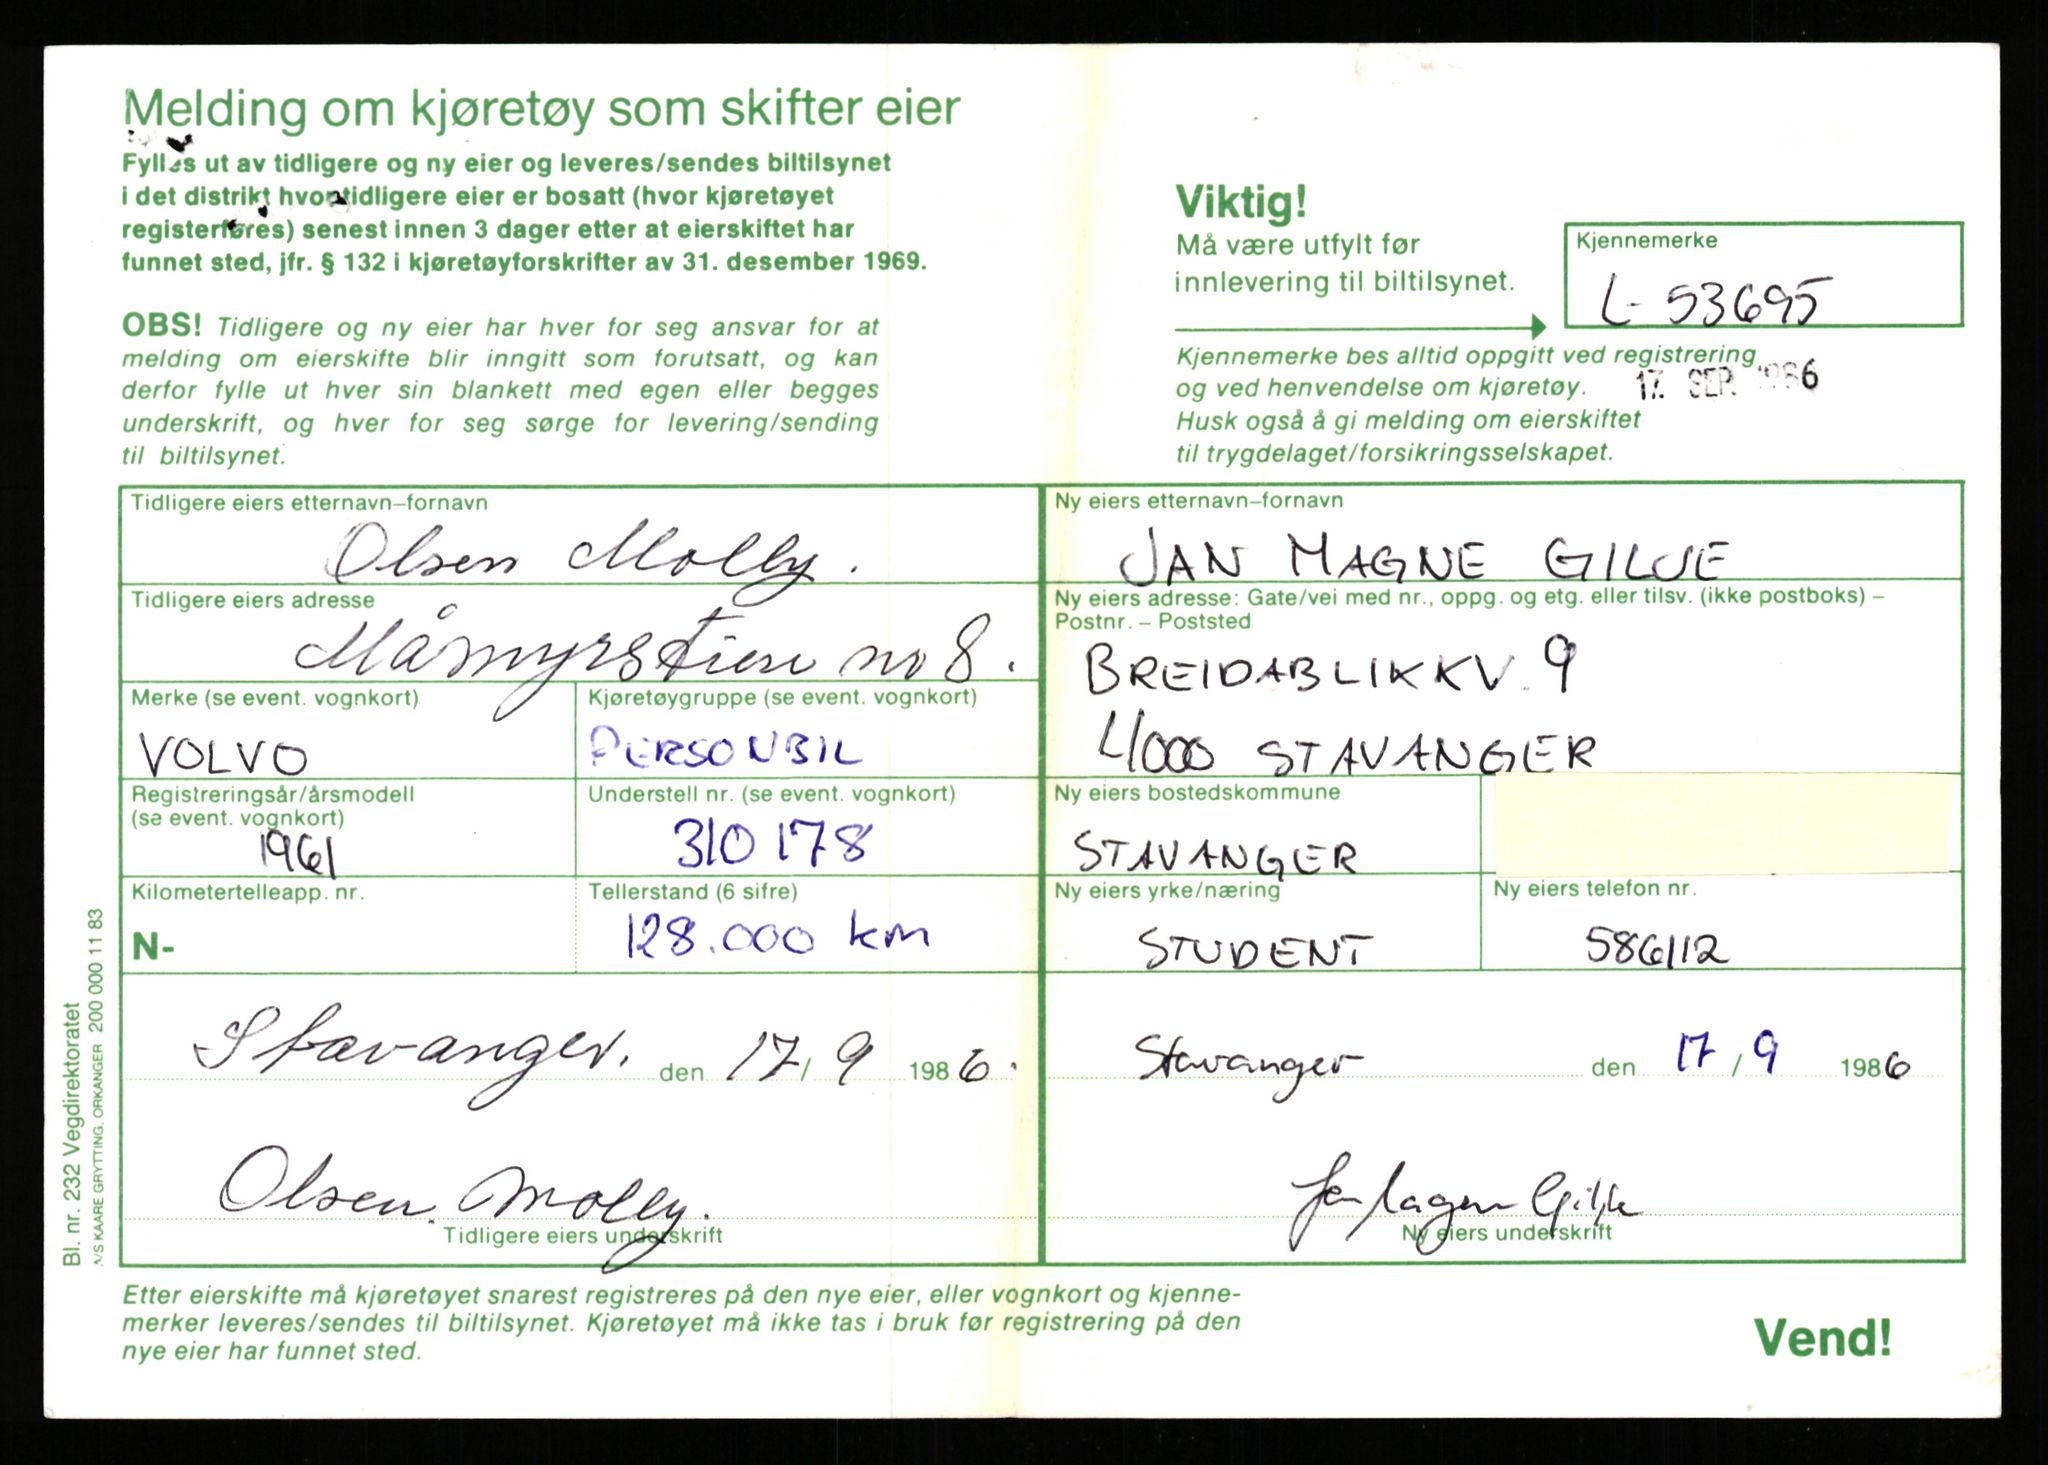 Melding om kjøretøy som skifter eier
Fylles ut av tidligere og ny eier og leveres/sendes biltilsynet
i det distrikt hvor tidligere eier er bosatt (hvor kjøretøyet
registerføres) senest innen 3 dager etter at eierskiftet har
funnet sted, jfr. § 132 i kjøretøyforskrifter av 31. desember 1969.
OBS! Tidligere og ny eier har hver for seg ansvar for at
melding om eierskifte blir inngitt som forutsatt, og kan
derfor fylle ut hver sin blankett med egen eller begges
underskrift, og hver for seg sørge for levering/sending
til biltilsynet.
Viktig!
Må være utfylt før
innlevering til biltilsynet.
Kjennemerke
L-53695
Kjennemerke bes alltid oppgitt ved registrering
og ved henvendelse om kjøretøy.
17. SEP. 1986
Husk også å gi melding om eierskiftet
til trygdelaget/forsikringsselskapet.
Tidligere eiers etternavn–fornavn
Olsen Molly.
Tidligere eiers adresse
Måmyrstien no 8.
Merke (se event. vognkort)
VOLVO
Kjøretøygruppe (se event. vognkort)
PERSONBIL
Registreringsår/årsmodell
(se event. vognkort)
1961
Understell nr. (se event. vognkort)
310178
Kilometertelleapp. nr.
N-
Tellerstand (6 sifre)
128.000 km
Stavanger. den 17/9 1986.
Olsen. Molly.
Tidligere eiers underskrift
Ny eiers etternavn–fornavn
JAN MAGNE GILJE
Ny eiers adresse: Gate/vei med nr., oppg. og etg. eller tilsv. (ikke postboks) –
Postnr. – Poststed
BREIDABLIKKV. 9
4000 STAVANGER
Ny eiers bostedskommune
STAVANGER
Ny eiers yrke/næring
STUDENT
Ny eiers telefon nr.
586112
Stavanger den 17/9 1986
Jan Magne Gilje
Ny eiers underskrift
Etter eierskifte må kjøretøyet snarest registreres på den nye eier, eller vognkort og kjenne-
merker leveres/sendes til biltilsynet. Kjøretøyet må ikke tas i bruk før registrering på den
nye eier har funnet sted.
Vend!
Bl. nr. 232 Vegdirektoratet
A/S KAARE GRYTTING, ORKANGER 200 000 11 83